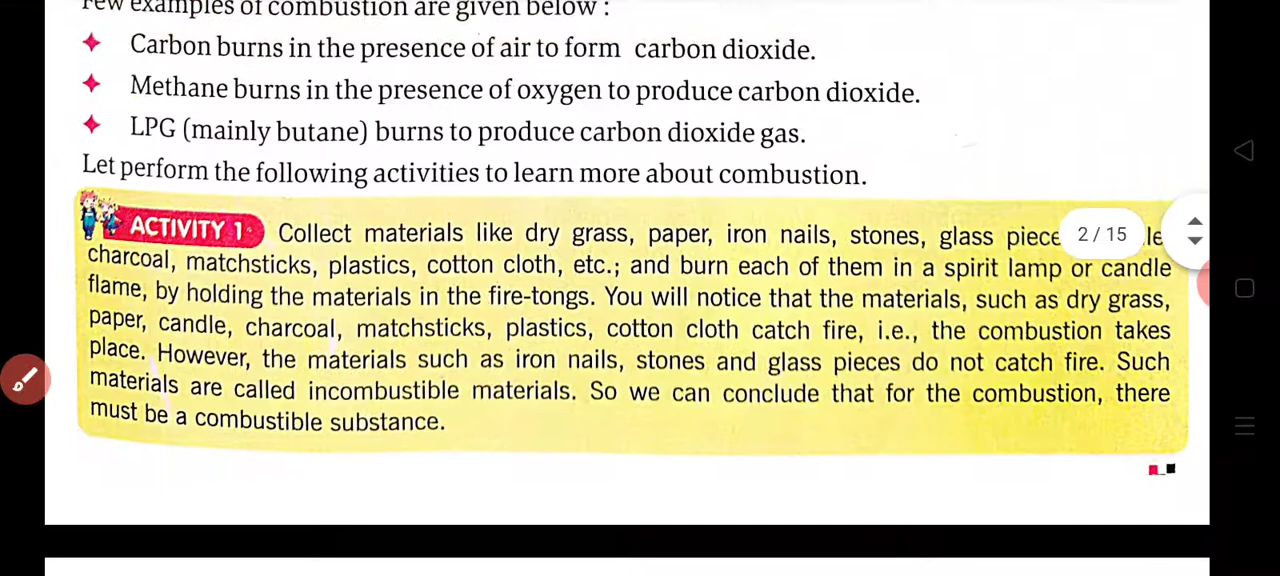 Few examples of combustion are given below :
✦ Carbon burns in the presence of air to form carbon dioxide.
✦ Methane burns in the presence of oxygen to produce carbon dioxide.
✦ LPG (mainly butane) burns to produce carbon dioxide gas.
Let perform the following activities to learn more about combustion.
ACTIVITY 1 Collect materials like dry grass, paper, iron nails, stones, glass piece 2 / 15 le
charcoal, matchsticks, plastics, cotton cloth, etc.; and burn each of them in a spirit lamp or candle
flame, by holding the materials in the fire-tongs. You will notice that the materials, such as dry grass,
paper, candle, charcoal, matchsticks, plastics, cotton cloth catch fire, i.e., the combustion takes
place. However, the materials such as iron nails, stones and glass pieces do not catch fire. Such
materials are called incombustible materials. So we can conclude that for the combustion, there
must be a combustible substance.